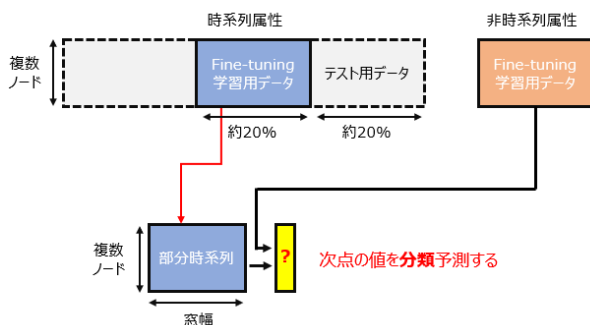 時系列属性
非時系列属性
複数
ノード
Fine-tuning
学習用データ
テスト用データ
Fine-tuning
学習用データ
約20%
約20%
複数
ノード
部分時系列
?
次点の値を分類予測する
窓幅